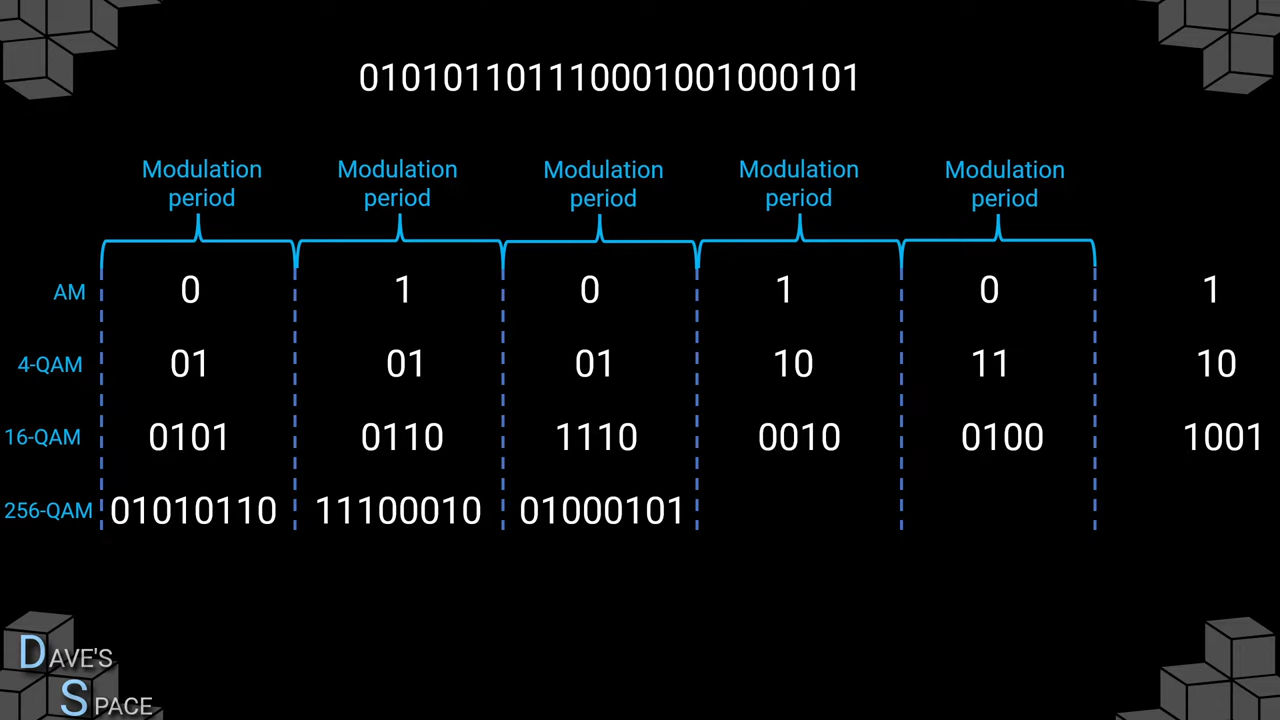 010101101110001001000101
Modulation period
Modulation period
Modulation period
Modulation period
Modulation period
AM 0 1 0 1 0 1
4-QAM 01 01 01 10 11 10
16-QAM 0101 0110 1110 0010 0100 1001
256-QAM 01010110 11100010 01000101
DAVE'S
SPACE